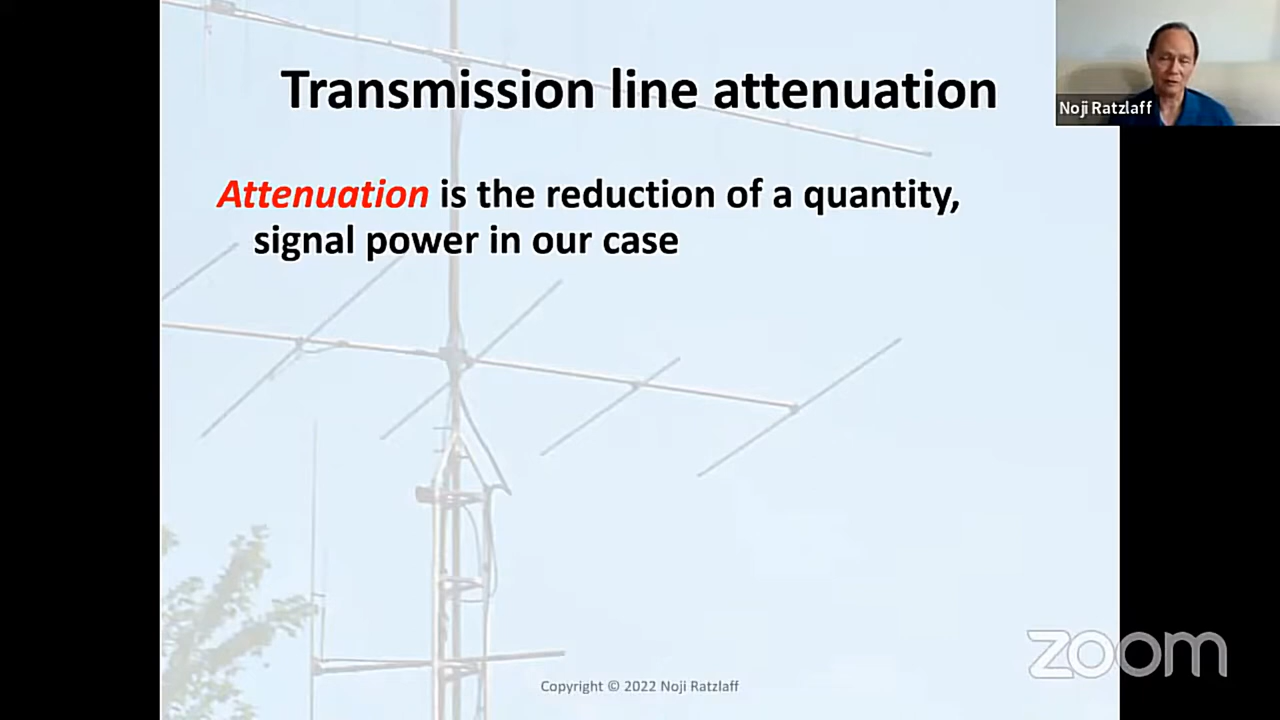 Transmission line attenuation
Noji Ratzlaff
Attenuation is the reduction of a quantity,
signal power in our case
zoom
Copyright © 2022 Noji Ratzlaff